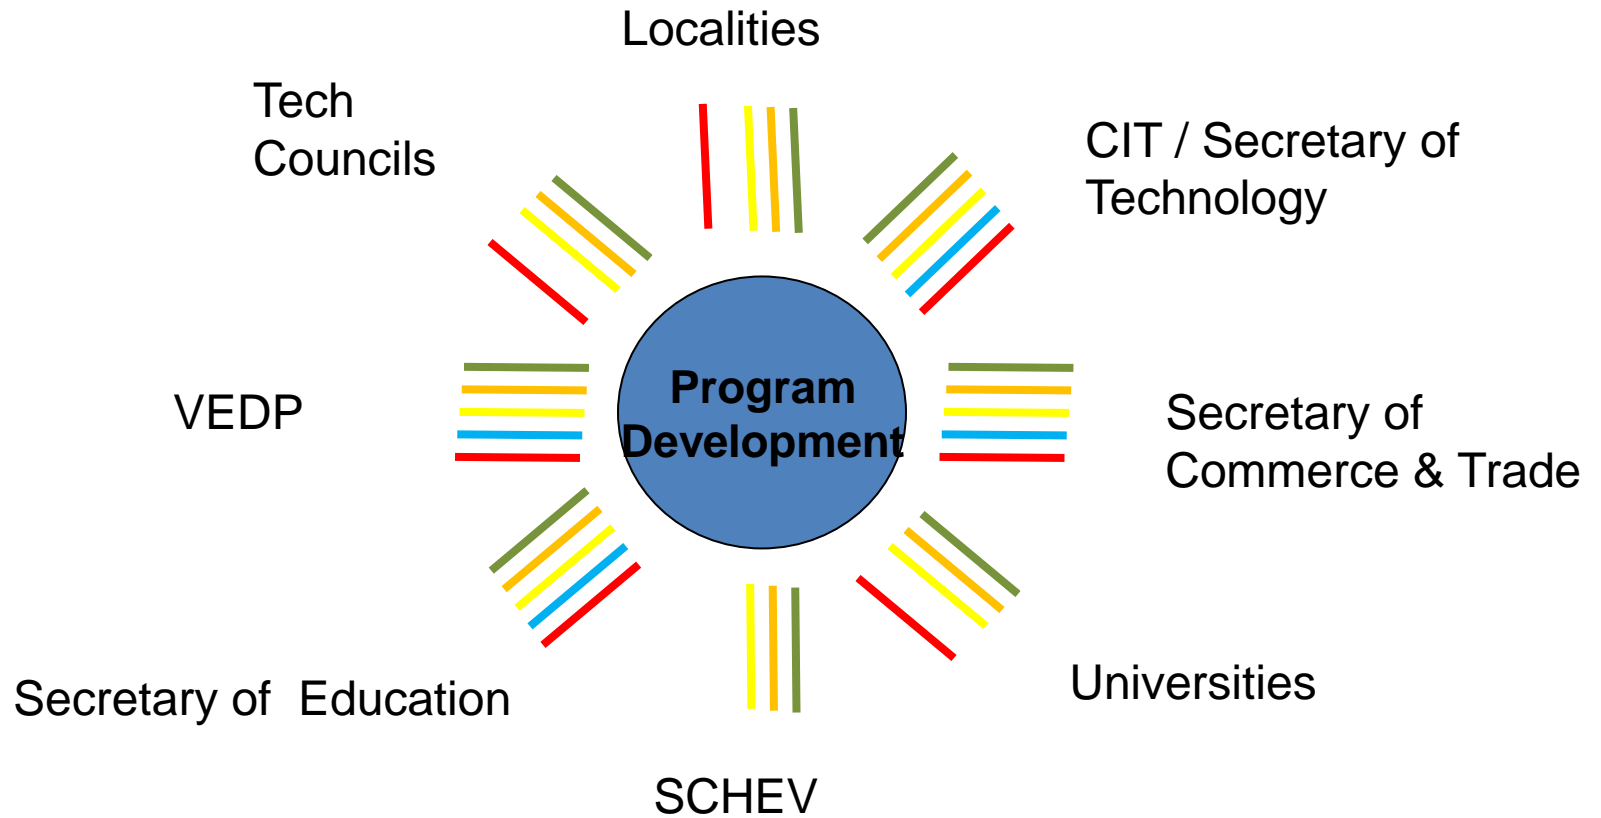 Localities
Tech
Councils
CIT / Secretary of
Technology
Program
Development
VEDP
Secretary of
Commerce & Trade
Secretary of  Education
Universities
SCHEV